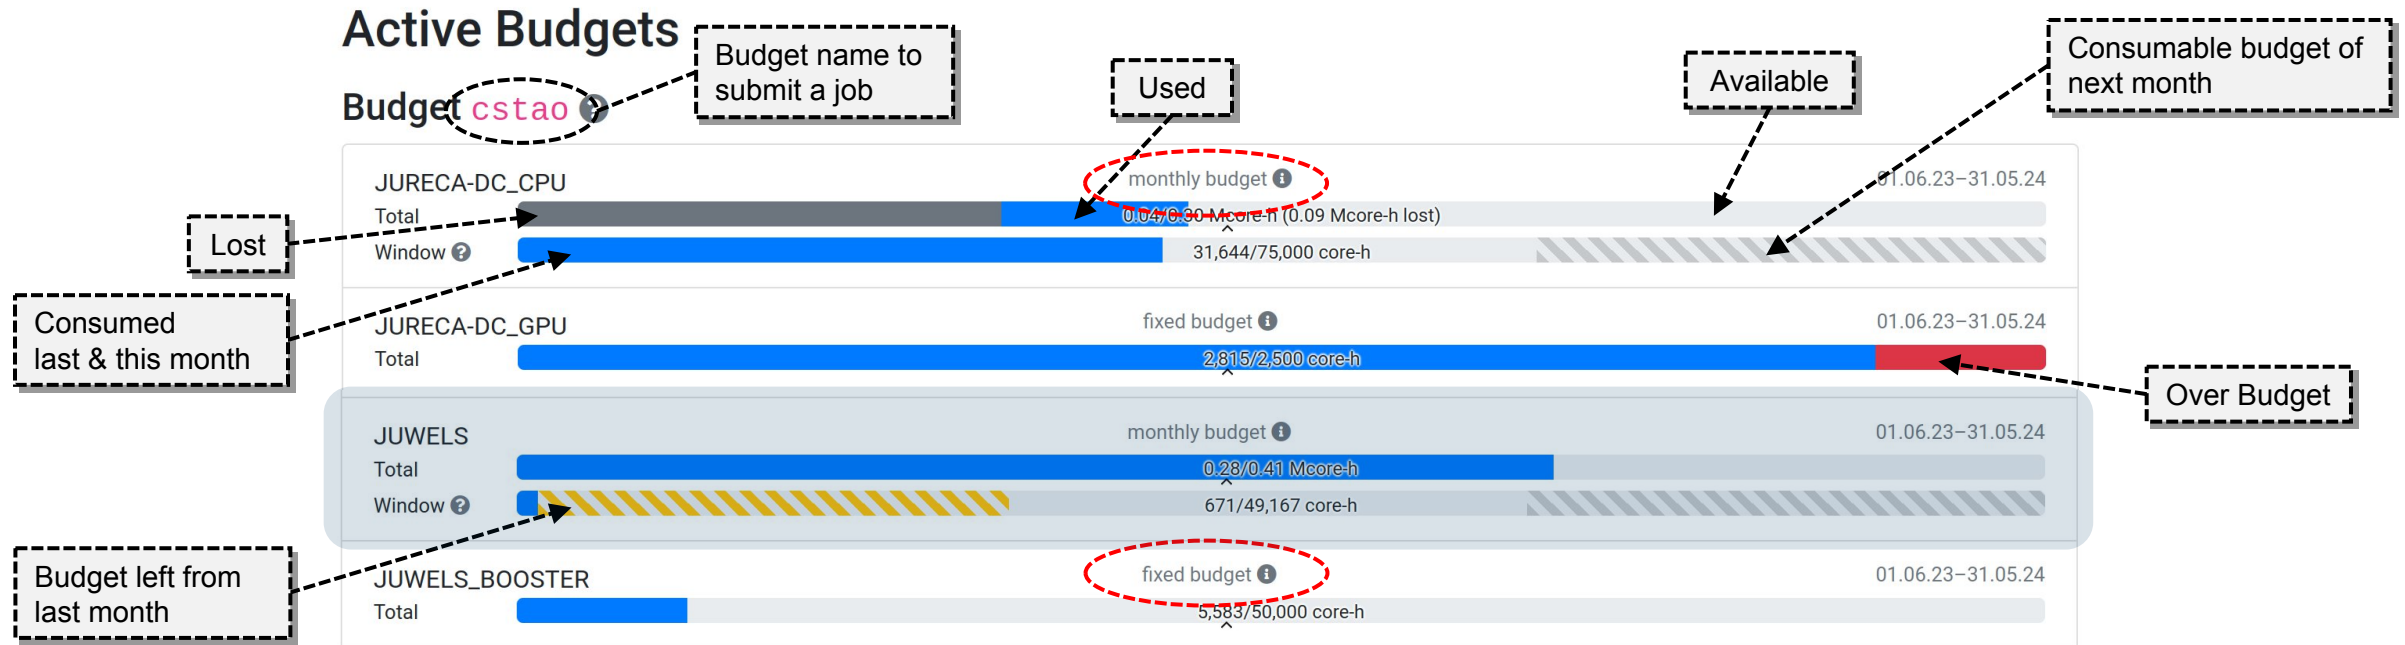 Active Budgets
Budget name to
submit a job
Used
Available
Consumable budget of
next month
Budget cstao ?
JURECA-DC_CPU
monthly budget
01.06.23–31.05.24
Total
0.04/0.30 Mcore-h (0.09 Mcore-h lost)
Lost
Window ?
31,644/75,000 core-h
Consumed
last & this month
JURECA-DC_GPU
fixed budget
01.06.23–31.05.24
Total
2,815/2,500 core-h
Over Budget
JUWELS
monthly budget
01.06.23–31.05.24
Total
0.28/0.41 Mcore-h
Window ?
671/49,167 core-h
Budget left from
last month
JUWELS_BOOSTER
fixed budget
01.06.23–31.05.24
Total
5,583/50,000 core-h